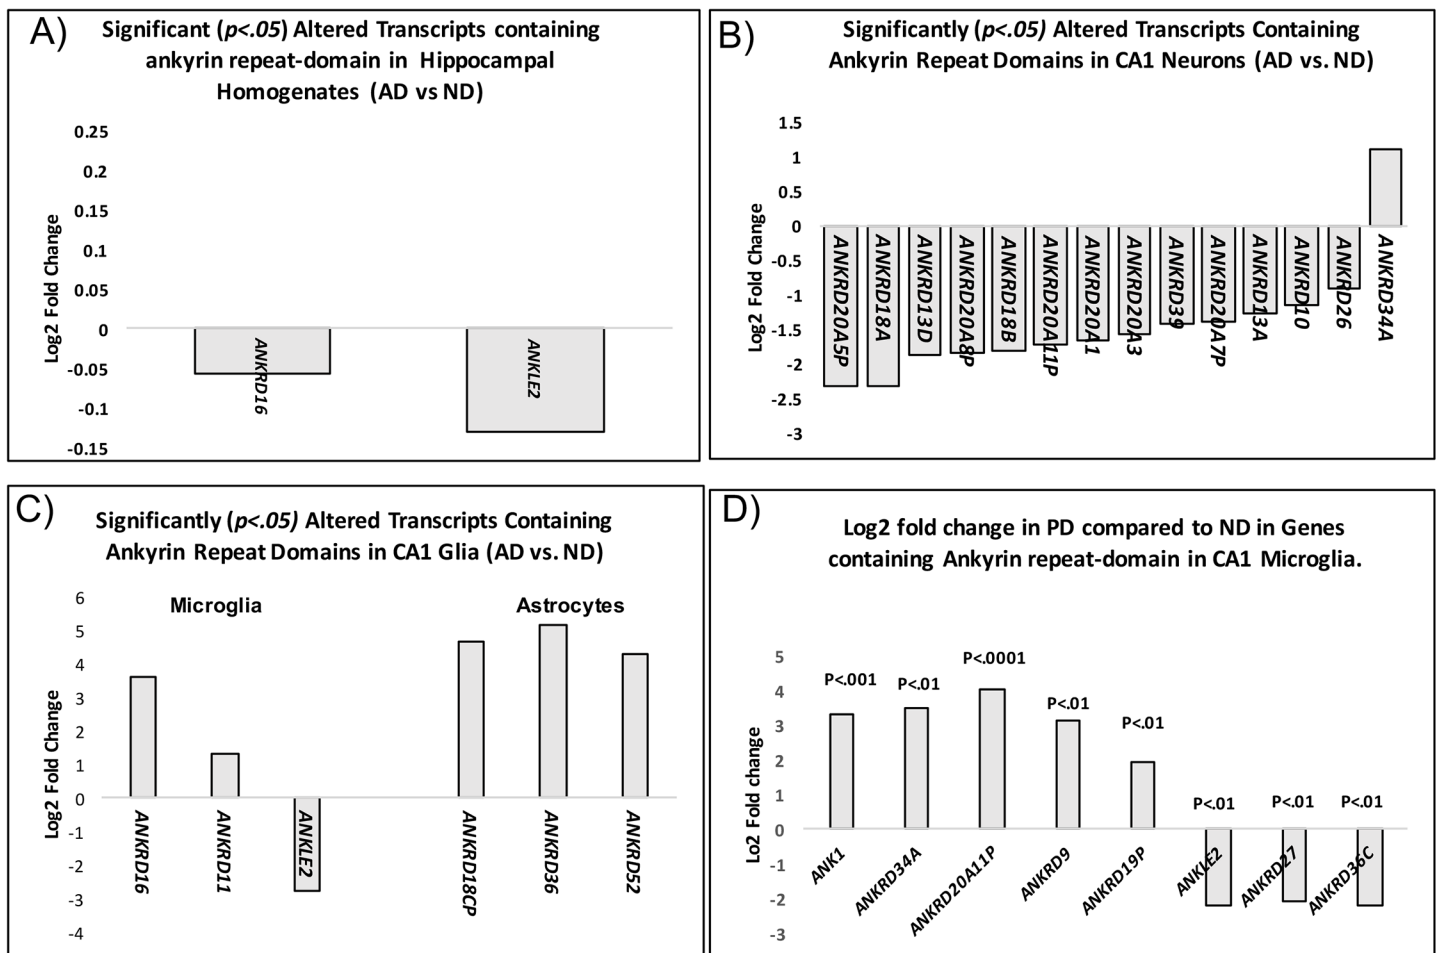 A)
Significant (p<.05) Altered Transcripts containing
ankyrin repeat-domain in Hippocampal
Homogenates (AD vs ND)
Log2 Fold Change
0.25
0.2
0.15
0.1
0.05
0
-0.05
-0.1
-0.15
ANKRD16
ANKLE2
B)
Significantly (p<.05) Altered Transcripts Containing
Ankyrin Repeat Domains in CA1 Neurons (AD vs. ND)
Log2 Fold Change
1.5
1
0.5
0
-0.5
-1
-1.5
-2
-2.5
-3
ANKRD20A5P
ANKRD18A
ANKRD13D
ANKRD20A8P
ANKRD18B
ANKRD20A11P
ANKRD20A1
ANKRD20A3
ANKRD39
ANKRD20A7P
ANKRD13A
ANKRD10
ANKRD26
ANKRD34A
C)
Significantly (p<.05) Altered Transcripts Containing
Ankyrin Repeat Domains in CA1 Glia (AD vs. ND)
Microglia
Astrocytes
Log2 Fold Change
6
5
4
3
2
1
0
-1
-2
-3
-4
ANKRD16
ANKRD11
ANKLE2
ANKRD18CP
ANKRD36
ANKRD52
D)
Log2 fold change in PD compared to ND in Genes
containing Ankyrin repeat-domain in CA1 Microglia.
Lo2 Fold change
5
4
3
2
1
0
-1
-2
-3
P<.001
P<.01
P<.0001
P<.01
P<.01
P<.01
P<.01
P<.01
ANK1
ANKRD34A
ANKRD20A11P
ANKRD9
ANKRD19P
ANKLE2
ANKRD27
ANKRD36C